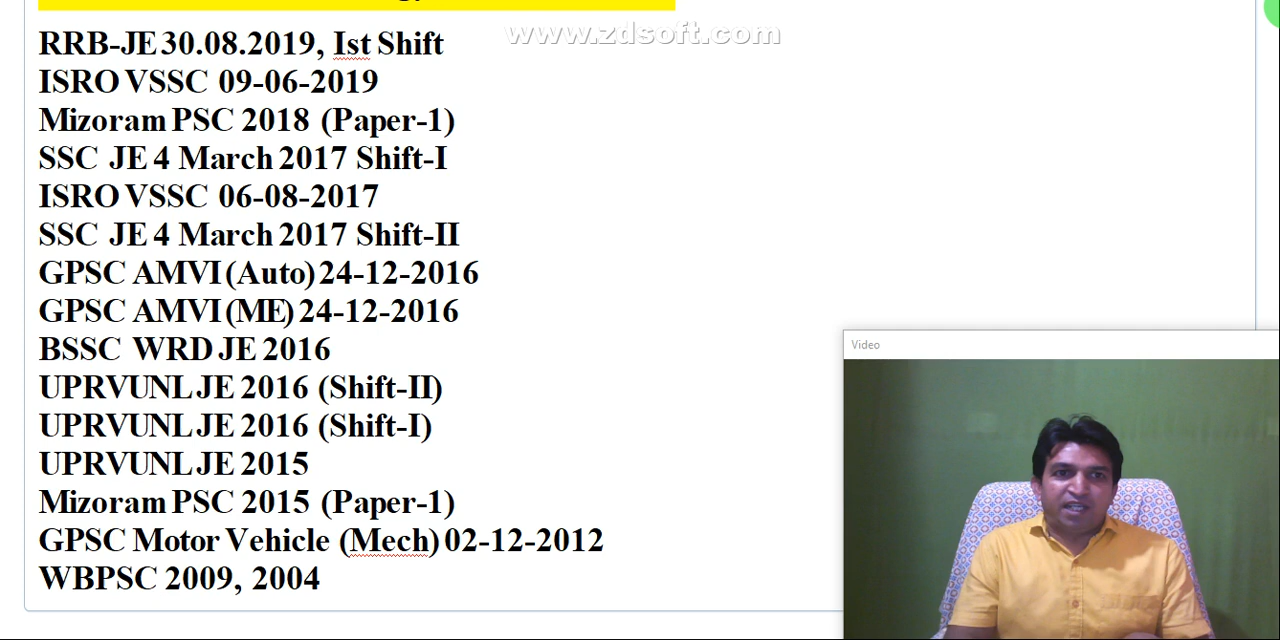 www.zdsoft.com
RRB-JE 30.08.2019, Ist Shift
ISRO VSSC 09-06-2019
Mizoram PSC 2018 (Paper-1)
SSC JE 4 March 2017 Shift-I
ISRO VSSC 06-08-2017
SSC JE 4 March 2017 Shift-II
GPSC AMVI (Auto) 24-12-2016
GPSC AMVI (ME) 24-12-2016
BSSC WRD JE 2016
Video
UPRVUNL JE 2016 (Shift-II)
UPRVUNL JE 2016 (Shift-I)
UPRVUNL JE 2015
Mizoram PSC 2015 (Paper-1)
GPSC Motor Vehicle (Mech) 02-12-2012
WBPSC 2009, 2004